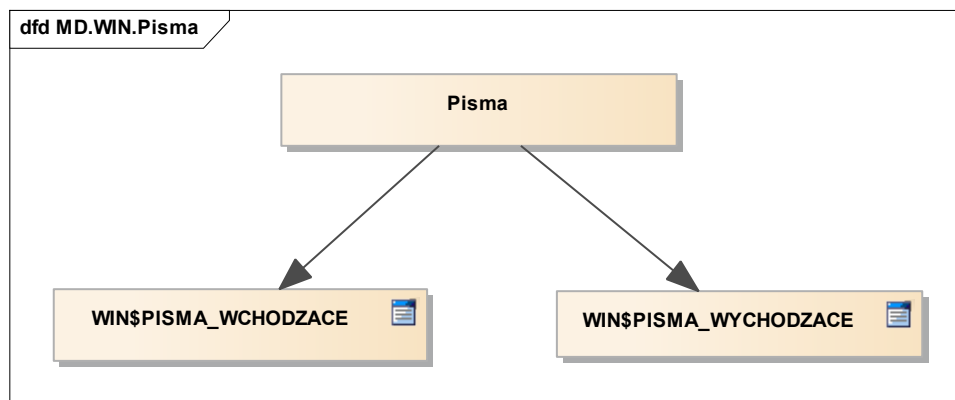 dfd MD.WIN.Pisma
Pisma
WIN$PISMA_WCHODZACE
WIN$PISMA_WYCHODZACE